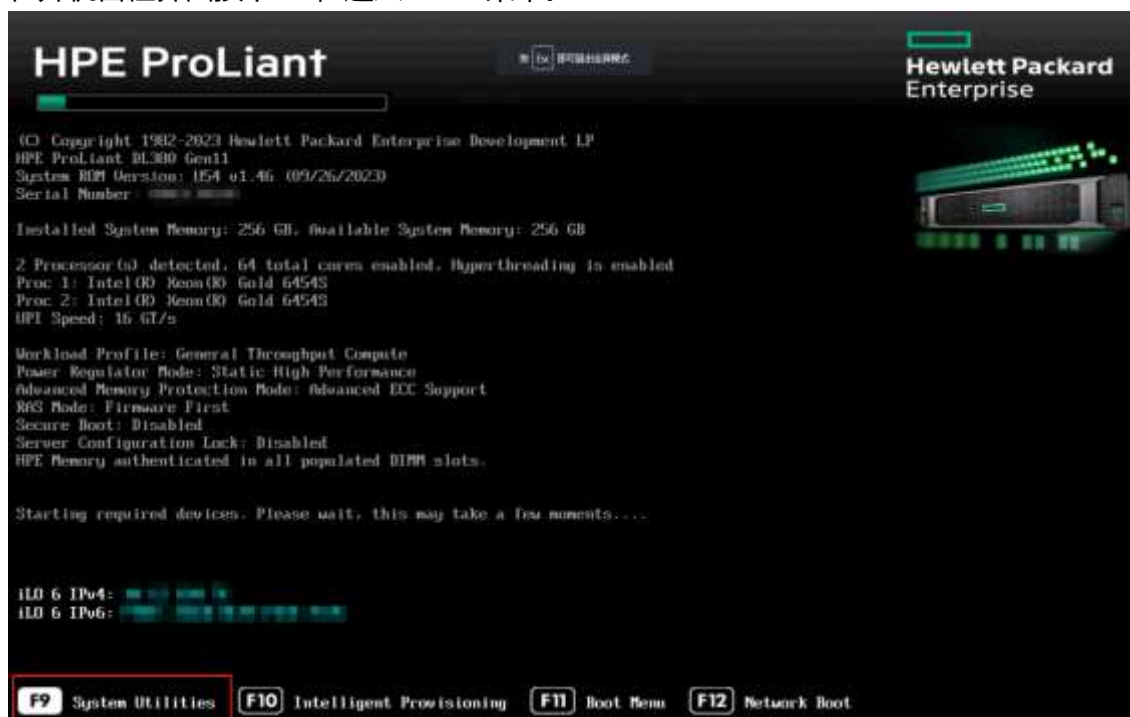 HPE ProLiant
Hewlett Packard
Enterprise
(C) Copyright 1982-2023 Hewlett Packard Enterprise Development LP
HPE ProLiant DL380 Gen11
System ROM Version: U54 v1.46 (09/26/2023)
Serial Number:
Installed System Memory: 256 GB, Available System Memory: 256 GB
2 Processor(s) detected, 64 total cores enabled, Hyperthreading is enabled
Proc 1: Intel(R) Xeon(R) Gold 6454S
Proc 2: Intel(R) Xeon(R) Gold 6454S
UPI Speed: 16 GT/s
Workload Profile: General Throughput Compute
Power Regulator Mode: Static High Performance
Advanced Memory Protection Mode: Advanced ECC Support
RAS Mode: Firmware First
Secure Boot: Disabled
Server Configuration Lock: Disabled
HPE Memory authenticated in all populated DIMM slots.
Starting required devices. Please wait, this may take a few moments....
iLO 6 IPv4:
iLO 6 IPv6:
F9 System Utilities F10 Intelligent Provisioning F11 Boot Menu F12 Network Boot